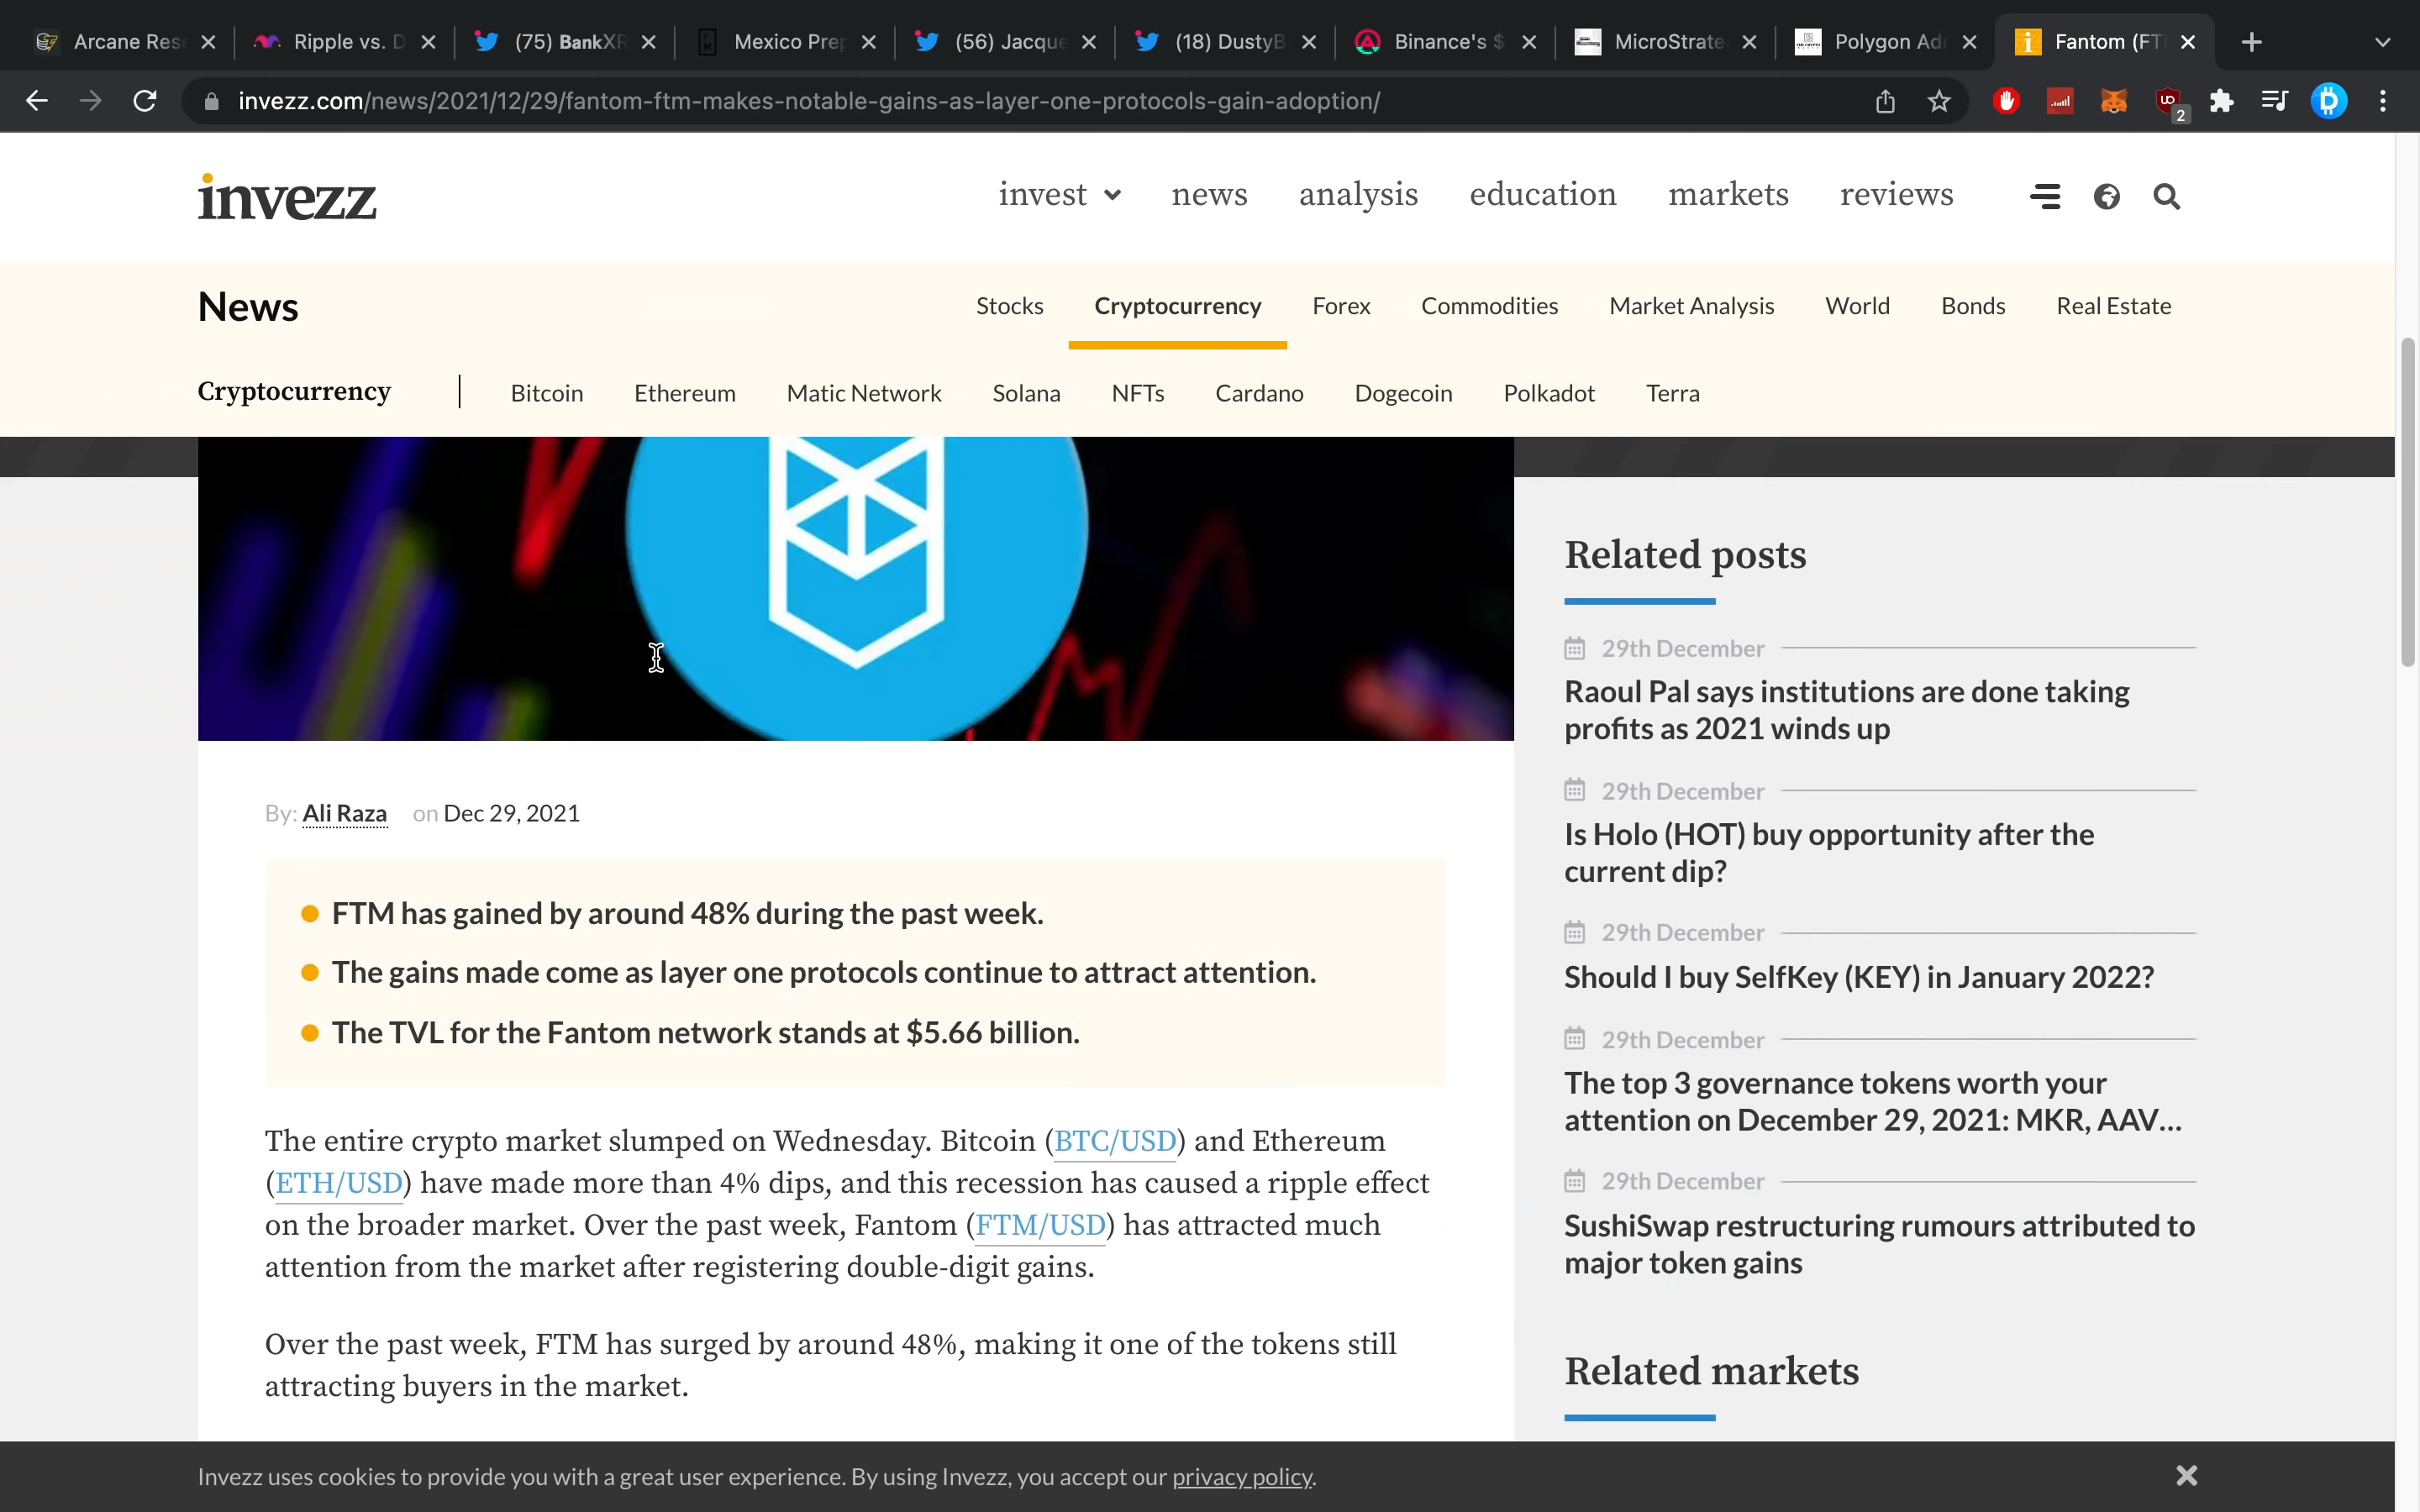 Arcane Res
Ripple vs. D
(75) BankXR
Mexico Prep
(56) Jacque
(18) DustyB
Binance's $
MicroStrate
Polygon Ad
Fantom (FT
invezz.com/news/2021/12/29/fantom-ftm-makes-notable-gains-as-layer-one-protocols-gain-adoption/
2
invezz
invest
news
analysis
education
markets
reviews
News
Stocks
Cryptocurrency
Forex
Commodities
Market Analysis
World
Bonds
Real Estate
Cryptocurrency
Bitcoin
Ethereum
Matic Network
Solana
NFTs
Cardano
Dogecoin
Polkadot
Terra
By: Ali Raza on Dec 29, 2021
FTM has gained by around 48% during the past week.
The gains made come as layer one protocols continue to attract attention.
The TVL for the Fantom network stands at $5.66 billion.
The entire crypto market slumped on Wednesday. Bitcoin (BTC/USD) and Ethereum
(ETH/USD) have made more than 4% dips, and this recession has caused a ripple effect
on the broader market. Over the past week, Fantom (FTM/USD) has attracted much
attention from the market after registering double-digit gains.
Over the past week, FTM has surged by around 48%, making it one of the tokens still
attracting buyers in the market.
Related posts
29th December
Raoul Pal says institutions are done taking
profits as 2021 winds up
29th December
Is Holo (HOT) buy opportunity after the
current dip?
29th December
Should I buy SelfKey (KEY) in January 2022?
29th December
The top 3 governance tokens worth your
attention on December 29, 2021: MKR, AAV...
29th December
SushiSwap restructuring rumours attributed to
major token gains
Related markets
Invezz uses cookies to provide you with a great user experience. By using Invezz, you accept our privacy policy.